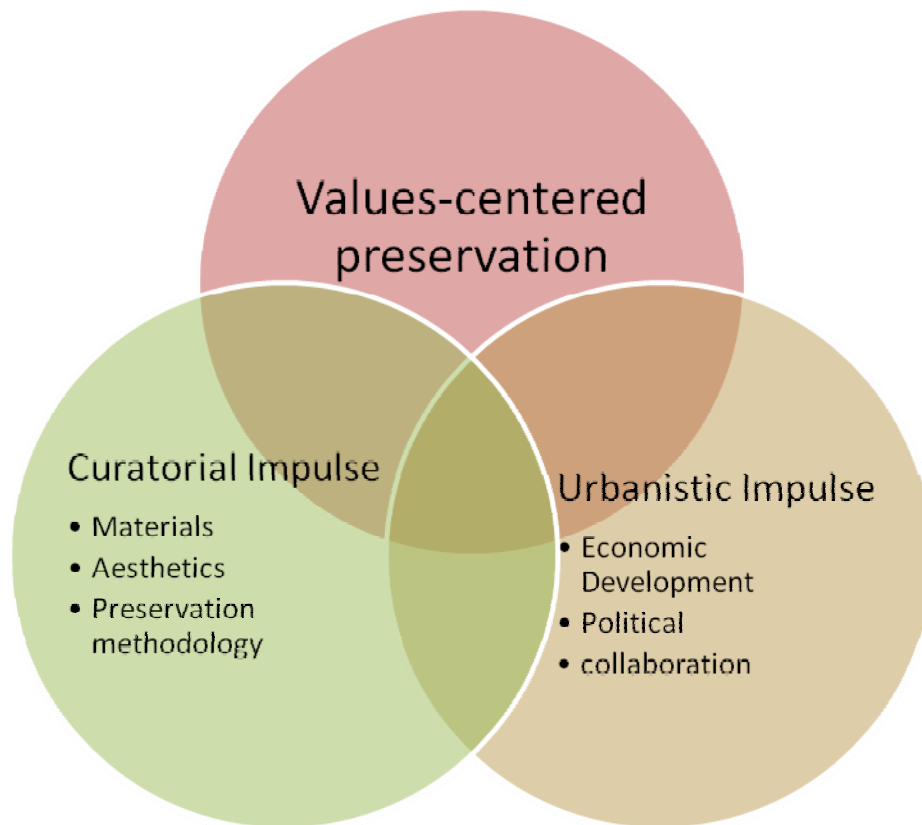 Values-centered
preservation
Curatorial Impulse
• Materials
• Aesthetics
• Preservation
methodology
Urbanistic Impulse
• Economic
Development
• Political
• collaboration